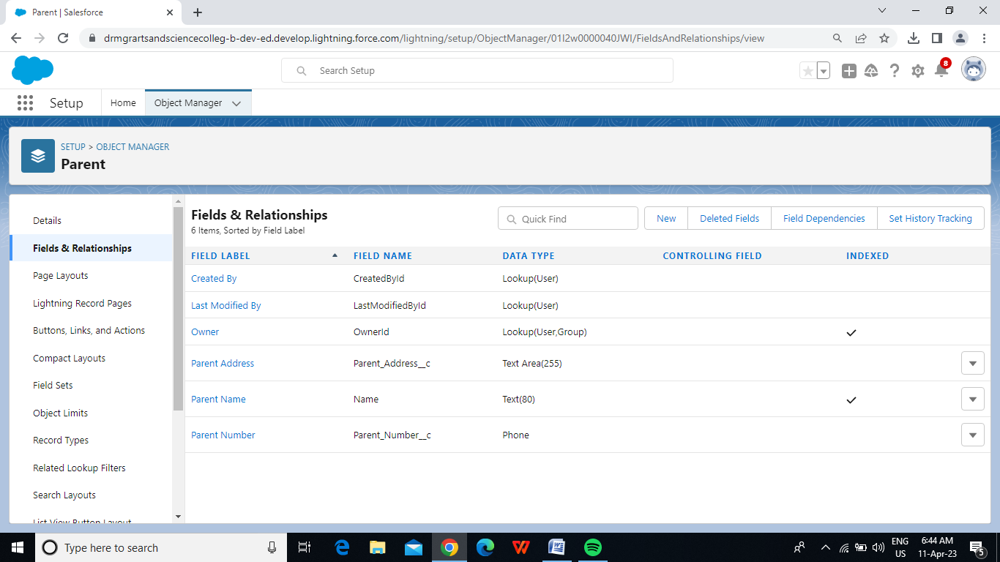 Parent | Salesforce
drmgrartsandsciencecolleg-b-dev-ed.develop.lightning.force.com/lightning/setup/ObjectManager/01I2w0000040JWI/FieldsAndRelationships/view
Search Setup
8
Setup
Home
Object Manager
SETUP > OBJECT MANAGER
Parent
Details
Fields & Relationships
Page Layouts
Lightning Record Pages
Buttons, Links, and Actions
Compact Layouts
Field Sets
Object Limits
Record Types
Related Lookup Filters
Search Layouts
List View Button Layout
Fields & Relationships
6 Items, Sorted by Field Label
Quick Find
New
Deleted Fields
Field Dependencies
Set History Tracking
FIELD LABEL FIELD NAME DATA TYPE CONTROLLING FIELD INDEXED
Created By CreatedById Lookup(User)
Last Modified By LastModifiedById Lookup(User)
Owner OwnerId Lookup(User,Group)
Parent Address Parent_Address__c Text Area(255)
Parent Name Name Text(80)
Parent Number Parent_Number__c Phone
Type here to search
ENG
US
6:44 AM
11-Apr-23
5